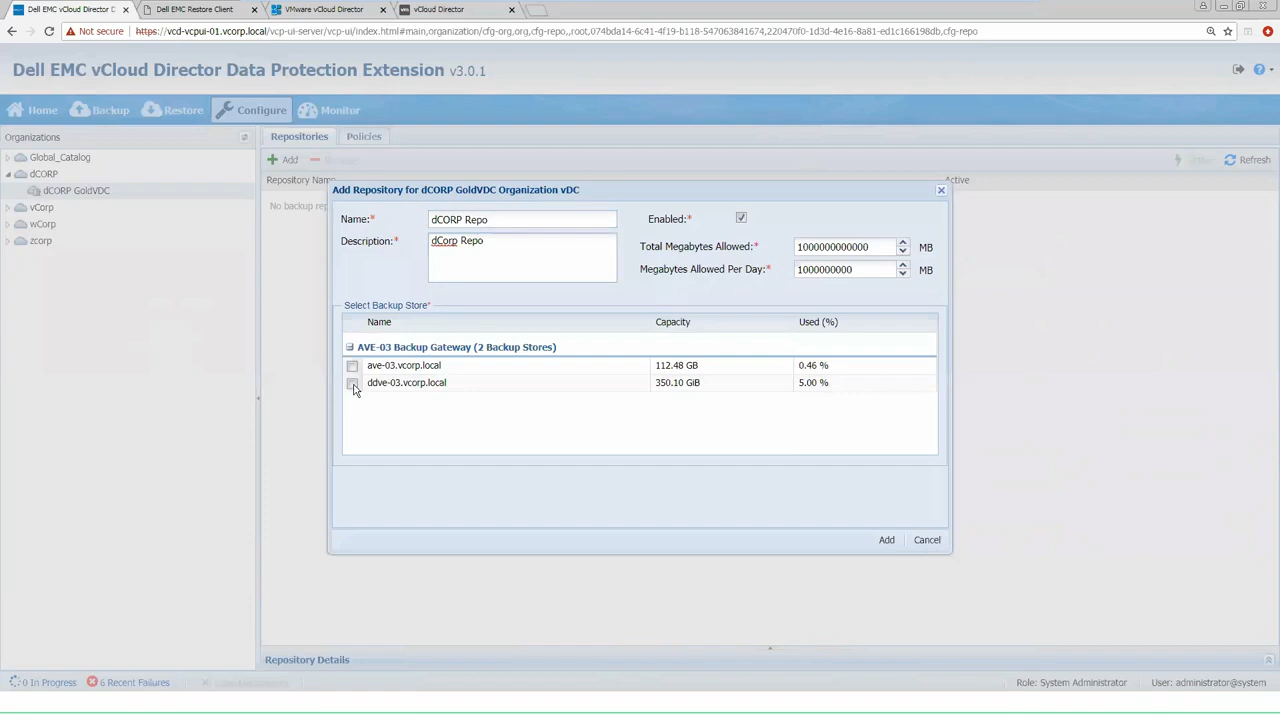 Dell EMC vCloud Director D
Dell EMC Restore Client
VMware vCloud Director
vCloud Director
Not secure
https://vcd-vcpui-01.vcorp.local/vcp-ui-server/vcp-ui/index.html#main,organization/cfg-org,org,cfg-repo,,root,074bda14-6c41-4f19-b118-547063841674,220470f0-1d3d-4e16-8a81-ed1c166198db,cfg-repo
Dell EMC vCloud Director Data Protection Extension v3.0.1
Home
Backup
Restore
Configure
Monitor
Organizations
Repositories
Policies
Global_Catalog
Add
Refresh
dCORP
Repository Name
Active
dCORP GoldVDC
Add Repository for dCORP GoldVDC Organization vDC
vCorp
No backup rep
wCorp
zcorp
Name:*
dCORP Repo
Enabled:*
Description:*
dCorp Repo
Total Megabytes Allowed:*
1000000000000
MB
Megabytes Allowed Per Day:*
1000000000
MB
Select Backup Store*
Name
Capacity
Used (%)
AVE-03 Backup Gateway (2 Backup Stores)
ave-03.vcorp.local
112.48 GB
0.46 %
ddve-03.vcorp.local
350.10 GiB
5.00 %
Add
Cancel
Repository Details
0 In Progress
6 Recent Failures
Role: System Administrator
User: administrator@system